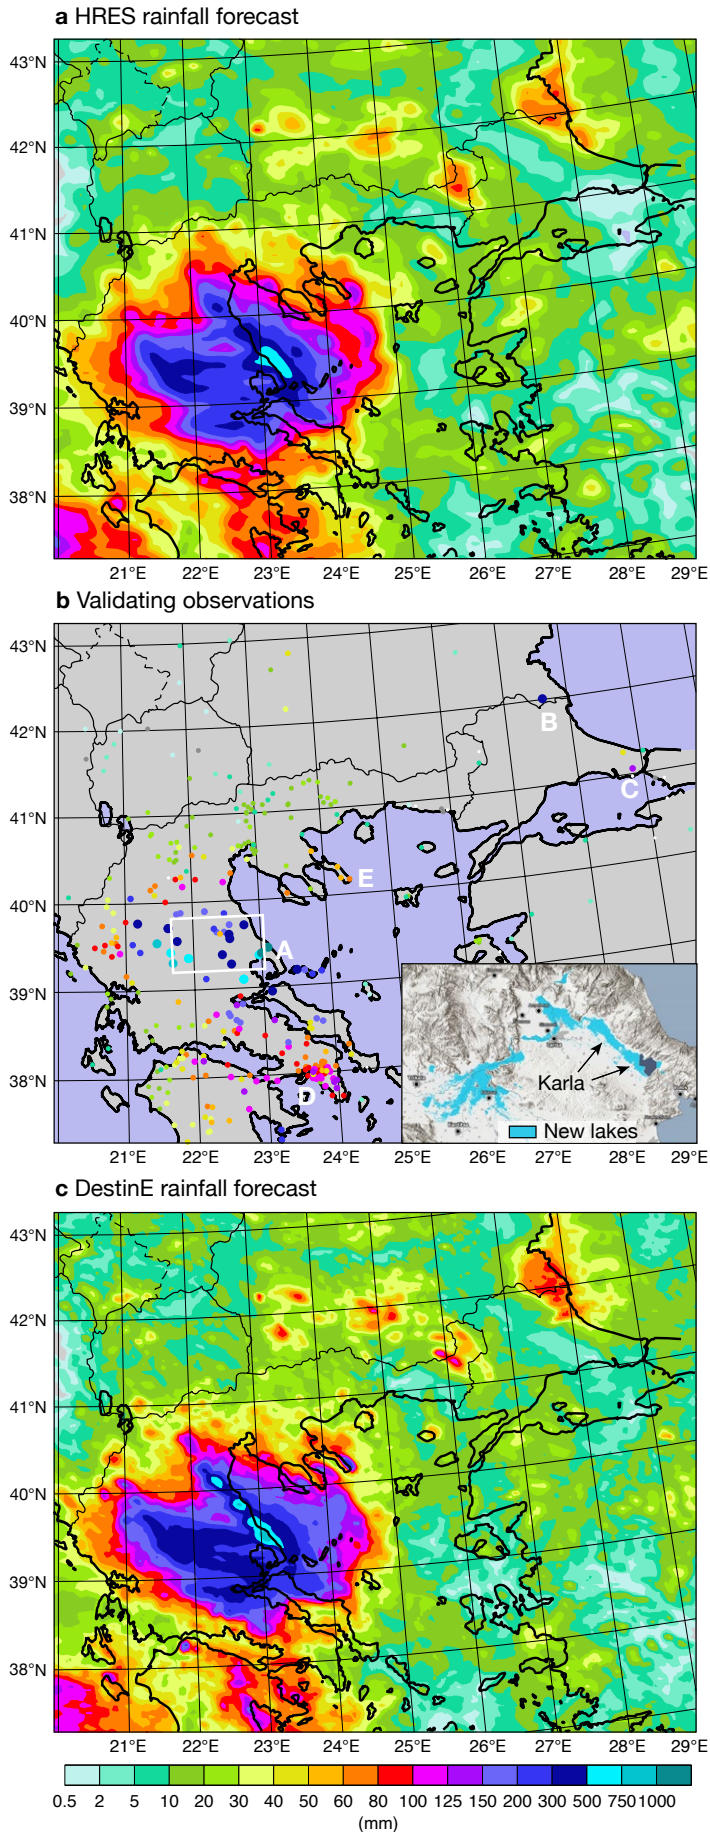 a HRES rainfall forecast
43°N
42°N
41°N
40°N
39°N
38°N
21°E 22°E 23°E 24°E 25°E 26°E 27°E 28°E 29°E
b Validating observations
43°N
B
42°N
C
41°N
E
40°N
A
39°N
Karla
38°N
D
New lakes
21°E 22°E 23°E 24°E 25°E 26°E 27°E 28°E 29°E
c DestinE rainfall forecast
43°N
42°N
41°N
40°N
39°N
38°N
21°E 22°E 23°E 24°E 25°E 26°E 27°E 28°E 29°E
0.5 2 5 10 20 30 40 50 60 80 100 125 150 200 300 500 750 1000
(mm)